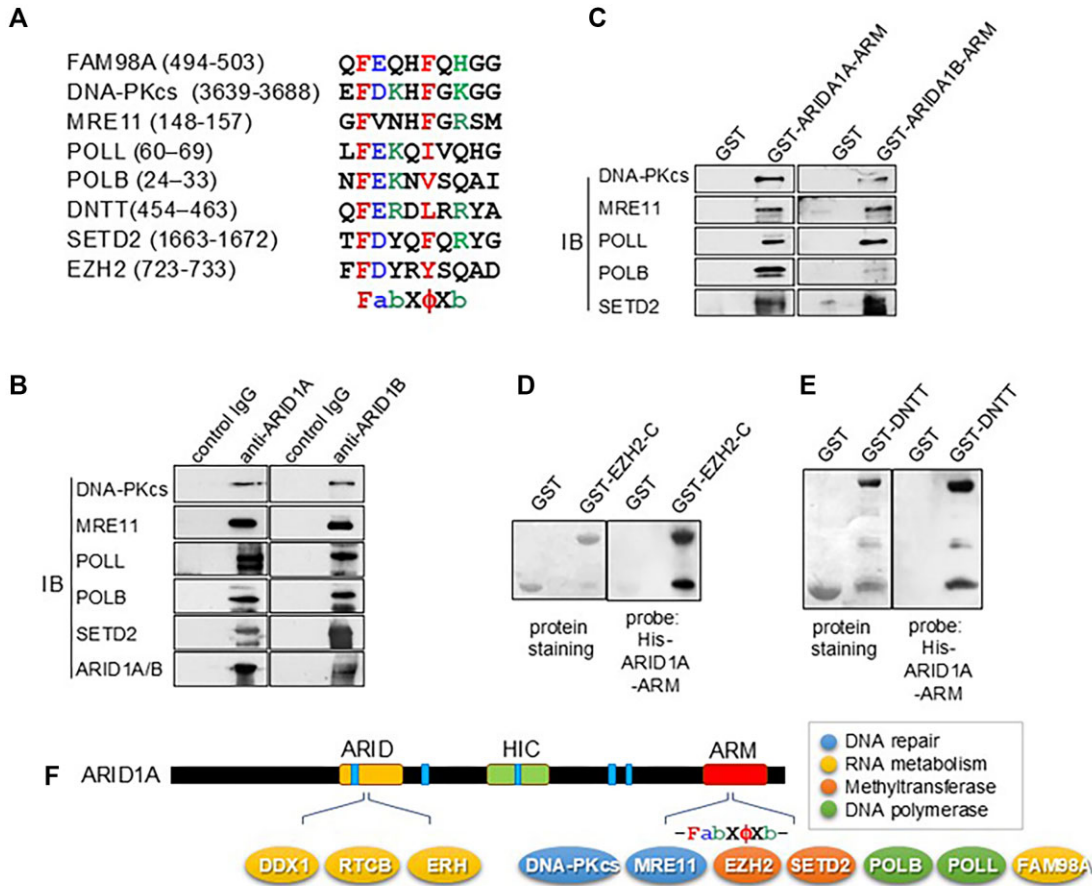 A
FAM98A (494-503) QFEQHFQHGG
DNA-PKcs (3639-3688) EFDKHFGKGG
MRE11 (148-157) GFVNHFGRSM
POLL (60–69) LFEKQIVQHG
POLB (24–33) NFEKNVSQAI
DNTT(454–463) QFERDLRRYA
SETD2 (1663-1672) TFDYQFQRYG
EZH2 (723-733) FFDYRYSQAD
FabXϕXb
B
control IgG anti-ARID1A control IgG anti-ARID1B
IB
DNA-PKcs
MRE11
POLL
POLB
SETD2
ARID1A/B
C
GST GST-ARIDA1A-ARM GST GST-ARIDA1B-ARM
IB
DNA-PKcs
MRE11
POLL
POLB
SETD2
D
GST GST-EZH2-C GST GST-EZH2-C
protein
staining
probe:
His-
ARID1A
-ARM
E
GST GST-DNTT GST GST-DNTT
protein
staining
probe:
His-
ARID1A
-ARM
F
ARID1A
ARID HIC ARM
DNA repair
RNA metabolism
Methyltransferase
DNA polymerase
–FabXϕXb–
DDX1 RTCB ERH DNA-PKcs MRE11 EZH2 SETD2 POLB POLL FAM98A